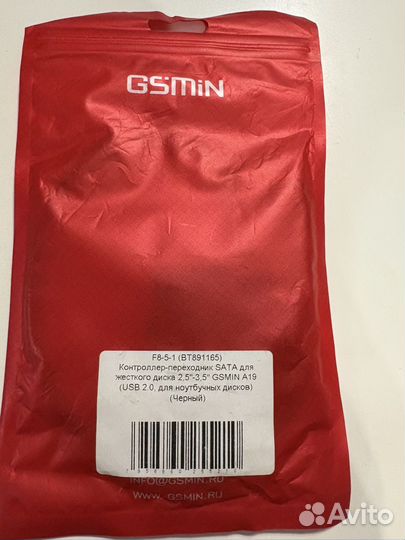 GSMIN
F8-5-1 (BT891165)
Контроллер-переходник SATA для
жесткого диска 2,5"-3,5" GSMIN A19
(USB 2.0, для ноутбучных дисков)
(Черный)
INFO@GSMIN.RU
WWW.GSMIN.RU
Avito